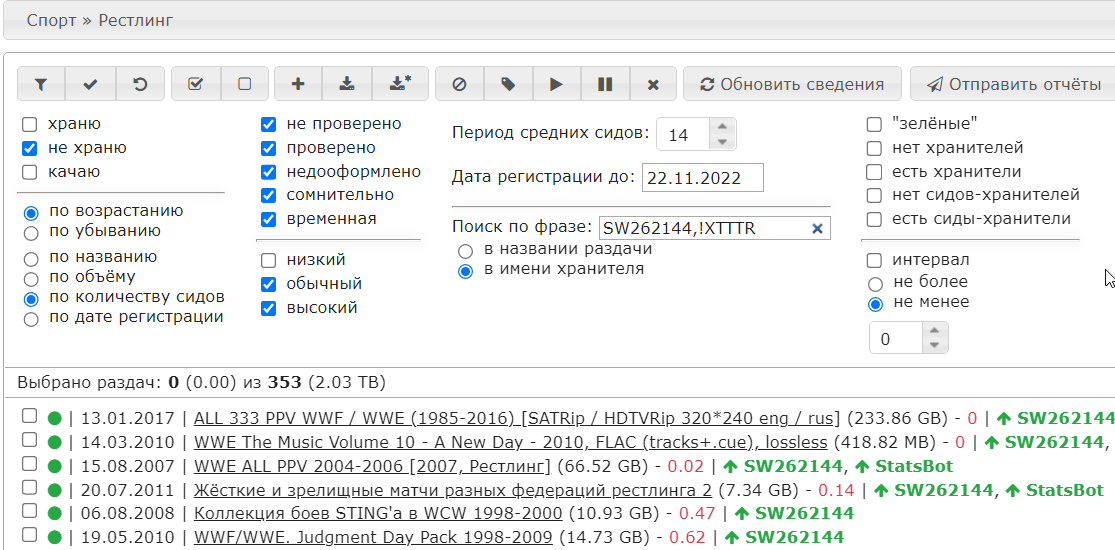 Спорт » Рестлинг
Обновить сведения
Отправить отчёты
храню
не храню
качаю
по возрастанию
по убыванию
по названию
по объёму
по количеству сидов
по дате регистрации
не проверено
проверено
недооформлено
сомнительно
временная
низкий
обычный
высокий
Период средних сидов: 14
Дата регистрации до: 22.11.2022
Поиск по фразе: SW262144,!XTTTR
в названии раздачи
в имени хранителя
"зелёные"
нет хранителей
есть хранители
нет сидов-хранителей
есть сиды-хранители
интервал
не более
не менее
0
Выбрано раздач: 0 (0.00) из 353 (2.03 TB)
| 13.01.2017 | ALL 333 PPV WWF / WWE (1985-2016) [SATRip / HDTVRip 320*240 eng / rus] (233.86 GB) - 0 | SW262144
| 14.03.2010 | WWE The Music Volume 10 - A New Day - 2010, FLAC (tracks+.cue), lossless (418.82 MB) - 0 | SW262144,
| 15.08.2007 | WWE ALL PPV 2004-2006 [2007, Рестлинг] (66.52 GB) - 0.02 | SW262144, StatsBot
| 20.07.2011 | Жёсткие и зрелищные матчи разных федераций рестлинга 2 (7.34 GB) - 0.14 | SW262144, StatsBot
| 06.08.2008 | Коллекция боев STING'а в WCW 1998-2000 (10.93 GB) - 0.47 | SW262144
| 19.05.2010 | WWF/WWE. Judgment Day Pack 1998-2009 (14.73 GB) - 0.62 | SW262144